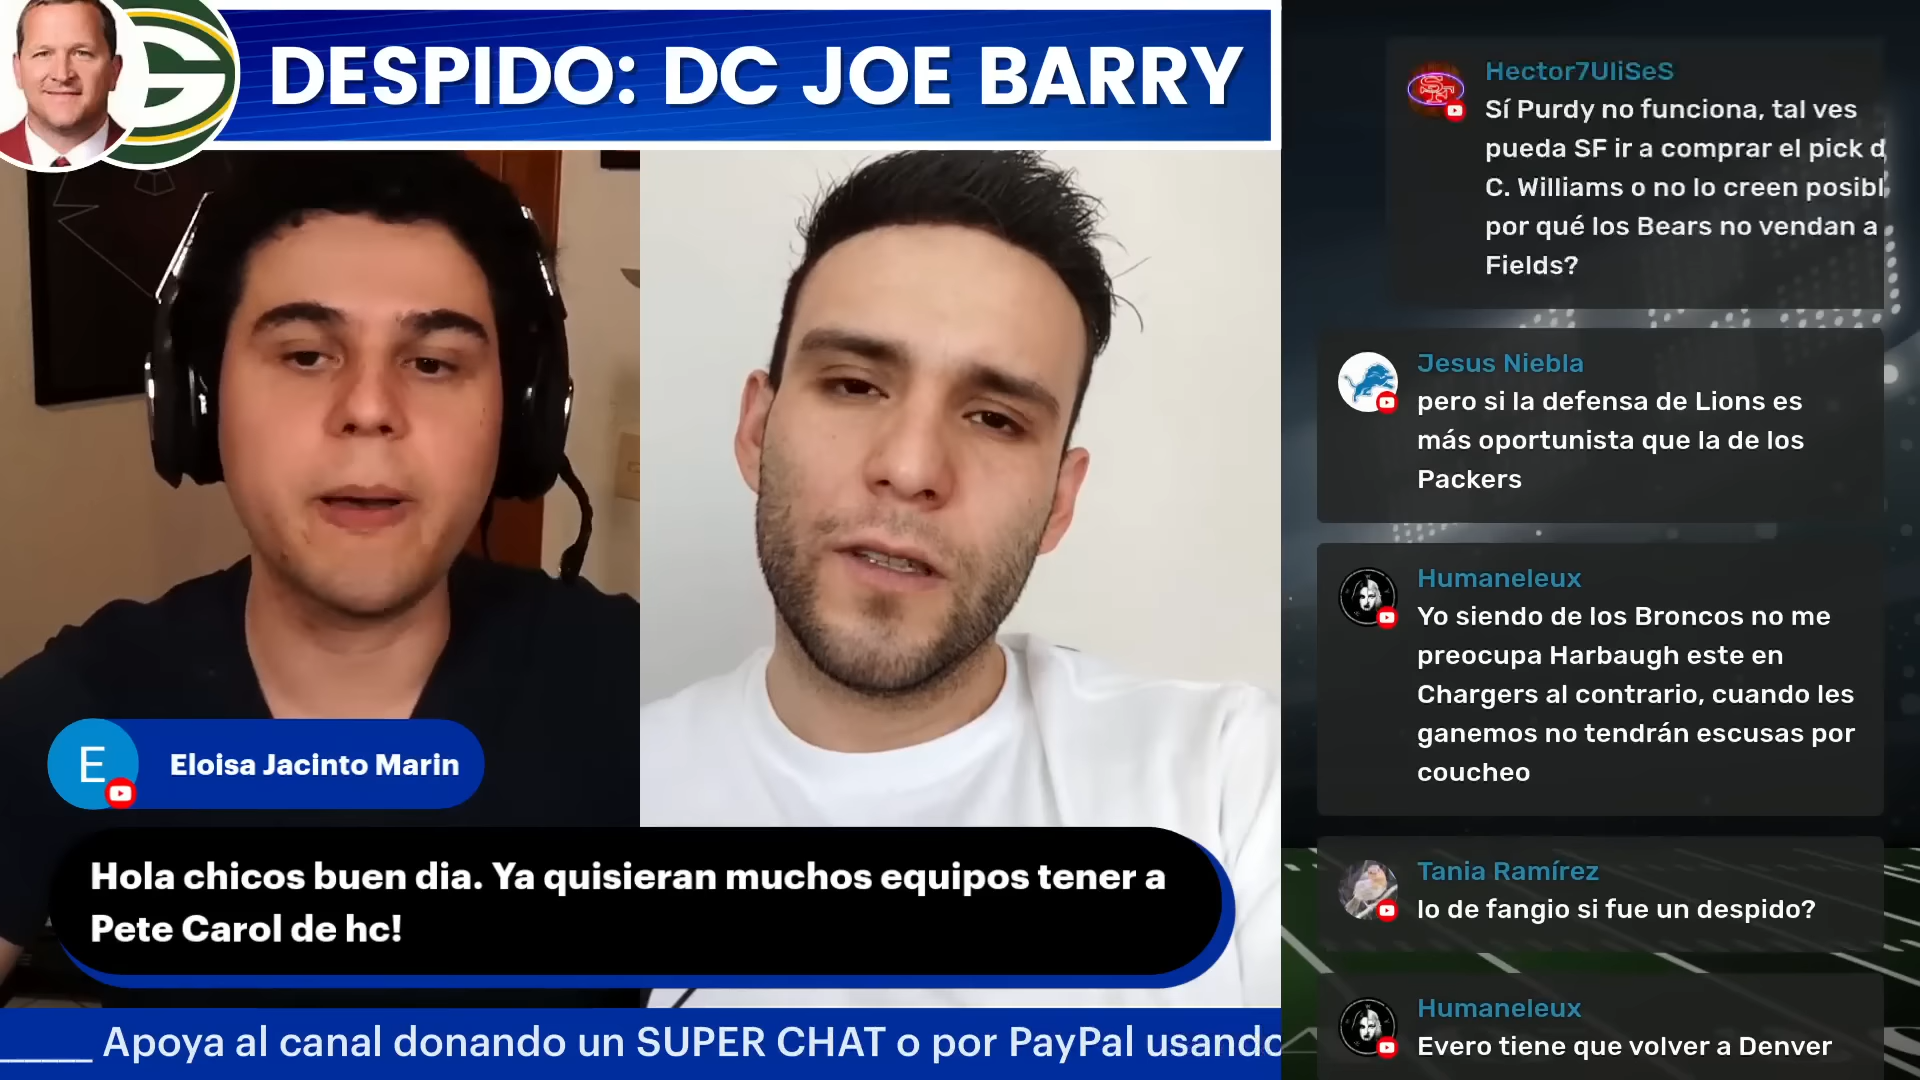 DESPIDO: DC JOE BARRY
Eloisa Jacinto Marin
Hola chicos buen dia. Ya quisieran muchos equipos tener a
Pete Carol de hc!
Apoya al canal donando un SUPER CHAT o por PayPal usando
Hector7UliSeS
Sí Purdy no funciona, tal ves
pueda SF ir a comprar el pick d
C. Williams o no lo creen posibl
por qué los Bears no vendan a
Fields?
Jesus Niebla
pero si la defensa de Lions es
más oportunista que la de los
Packers
Humaneleux
Yo siendo de los Broncos no me
preocupa Harbaugh este en
Chargers al contrario, cuando les
ganemos no tendrán escusas por
coucheo
Tania Ramírez
lo de fangio si fue un despido?
Humaneleux
Evero tiene que volver a Denver